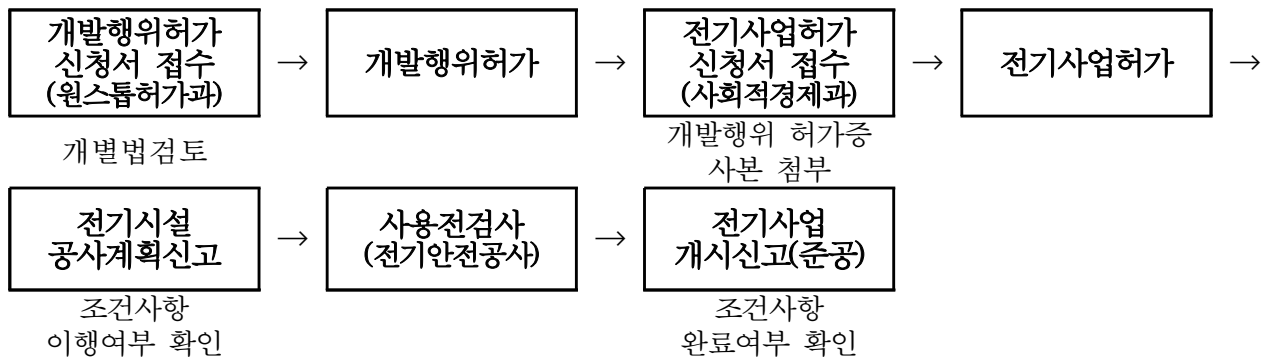 개발행위허가
신청서 접수
(원스톱허가과)
→
개발행위허가
→
전기사업허가
신청서 접수
(사회적경제과)
→
전기사업허가
→
개별법검토
개발행위 허가증
사본 첨부
전기시설
공사계획신고
→
사용전검사
(전기안전공사)
→
전기사업
개시신고(준공)
조건사항
이행여부 확인
조건사항
완료여부 확인